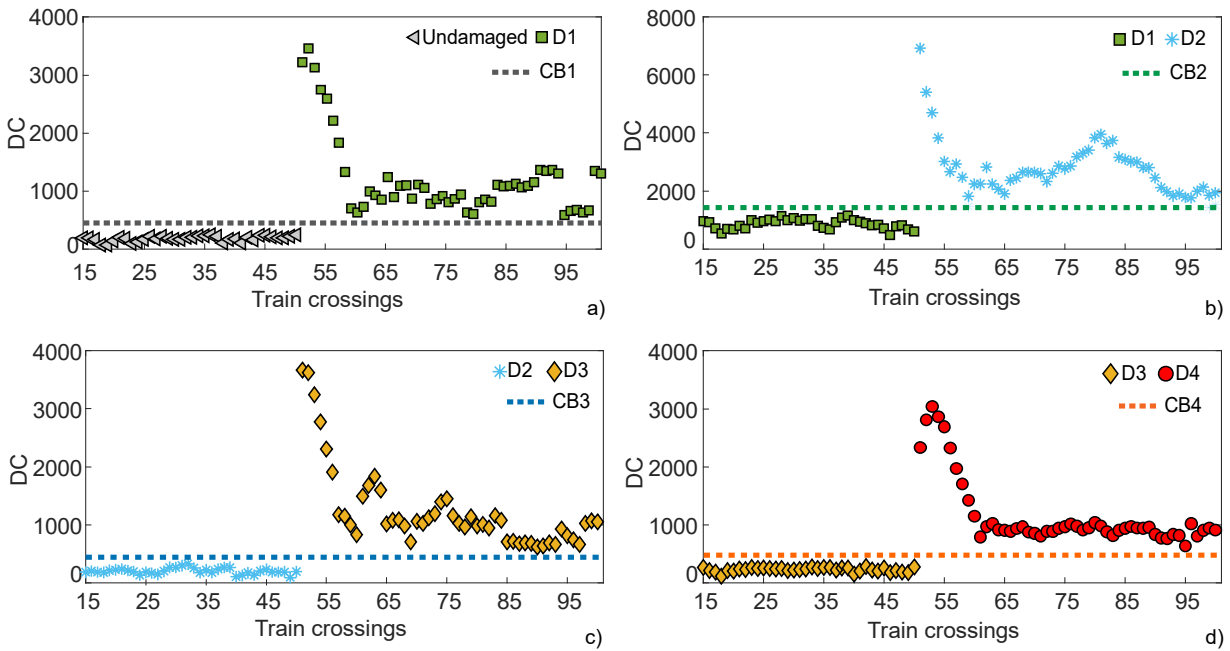 4000
3000
2000
1000
0
DC
Undamaged D1
CB1
15 25 35 45 55 65 75 85 95
Train crossings
a)
8000
6000
4000
2000
0
DC
D1 D2
CB2
15 25 35 45 55 65 75 85 95
Train crossings
b)
4000
3000
2000
1000
0
DC
D2 D3
CB3
15 25 35 45 55 65 75 85 95
Train crossings
c)
4000
3000
2000
1000
0
DC
D3 D4
CB4
15 25 35 45 55 65 75 85 95
Train crossings
d)